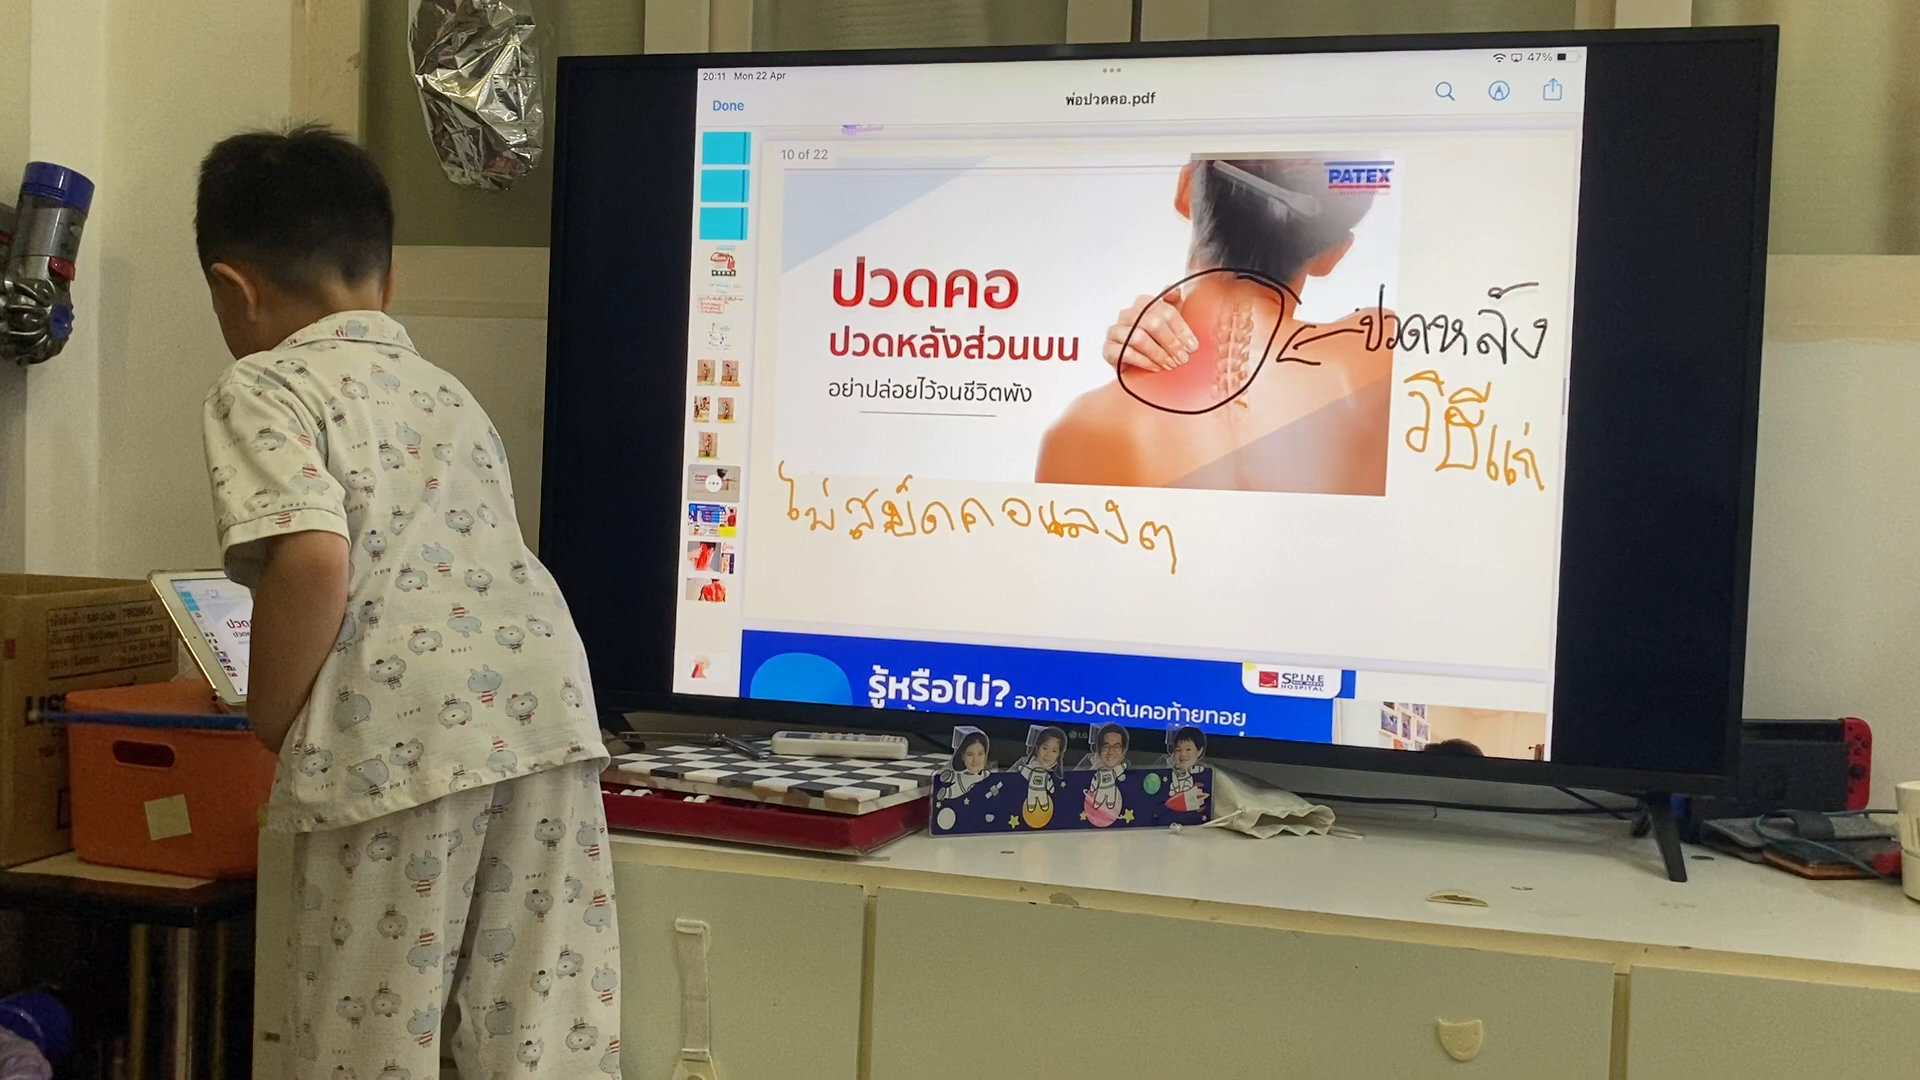 20:11 Mon 22 Apr
47%
Done
พ่อปวดคอ.pdf
10 of 22
PATEX
ปวดคอ
ปวดหลังส่วนบน
อย่าปล่อยไว้จนชีวิตพัง
ปวดหลัง
วิธีแก้
ไม่สบัดคอแลงๆ
SPINE
HOSPITAL
รู้หรือไม่? อาการปวดต้นคอท้ายทอย
LG